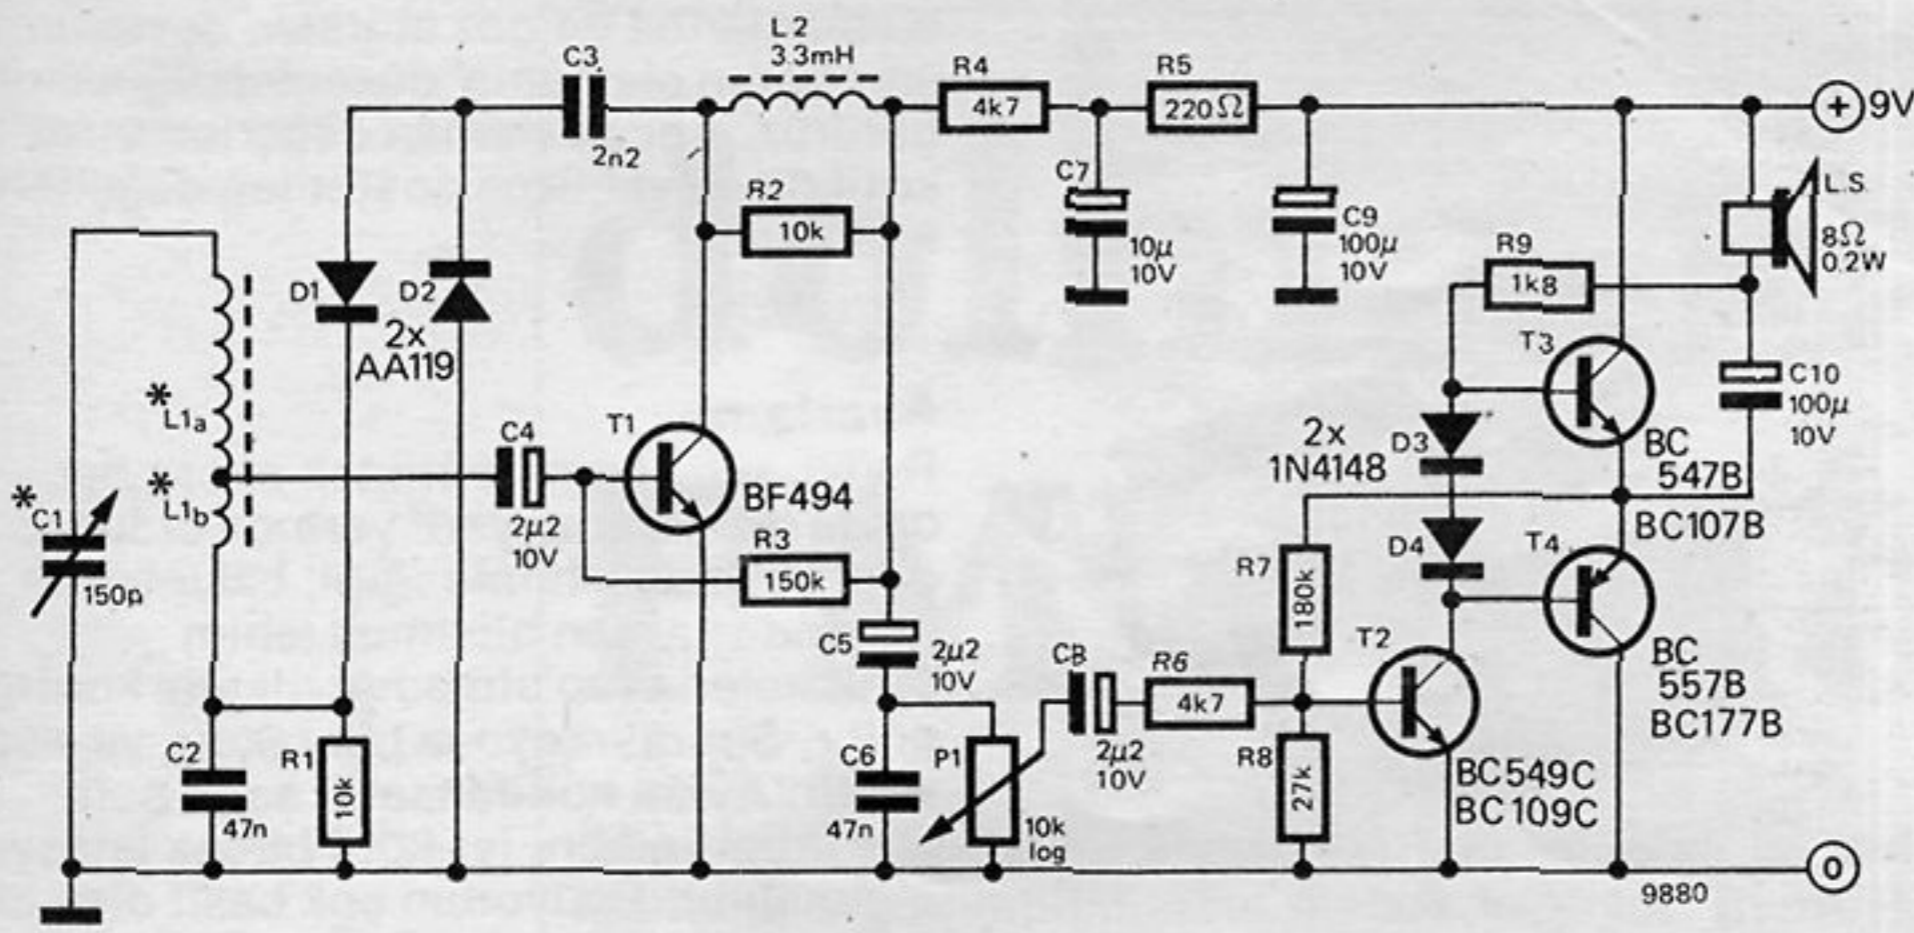 L2
3.3mH
C3
2n2
R4
4k7
R5
220Ω
+
9V
R2
10k
C7
10µ
10V
C9
100µ
10V
L.S.
8Ω
0.2W
R9
1k8
D1
D2
2x
AA119
*
L1a
*
L1b
*
C1
150p
C4
2µ2
10V
T1
BF494
R3
150k
T3
BC
547B
BC107B
C10
100µ
10V
2x
1N4148
D3
D4
T4
BC
557B
BC177B
R7
180k
C5
2µ2
10V
C8
2µ2
10V
R6
4k7
T2
BC549C
BC109C
C2
47n
R1
10k
C6
47n
P1
10k
log
R8
27k
0
9880